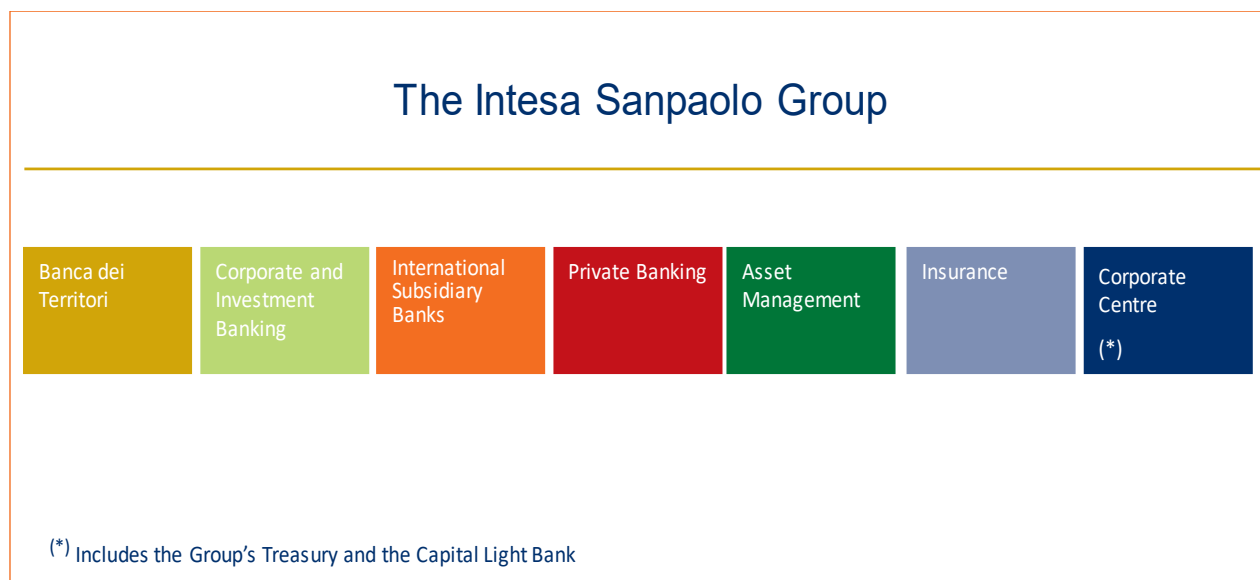 The Intesa Sanpaolo Group
Banca dei
Territori
Corporate and
Investment
Banking
International
Subsidiary
Banks
Private Banking
Asset
Management
Insurance
Corporate
Centre
(*)
(*) Includes the Group's Treasury and the Capital Light Bank